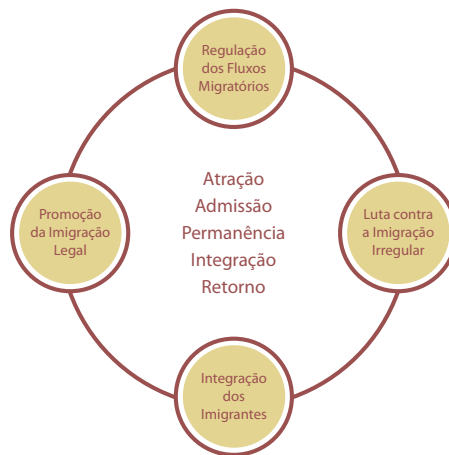 Regulação
dos Fluxos
Migratórios
Promoção
da Imigração
Legal
Atração
Admissão
Permanência
Integração
Retorno
Luta contra
a Imigração
Irregular
Integração
dos
Imigrantes